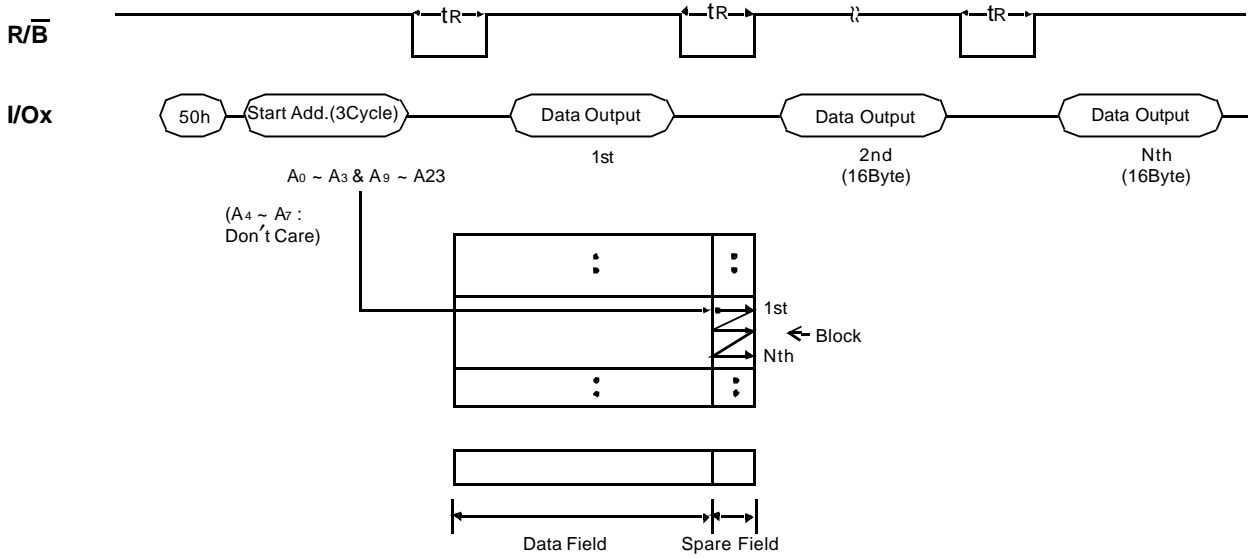 R/B tR tR tR
I/Ox 50h Start Add.(3Cycle) Data Output Data Output Data Output
1st 2nd Nth
(16Byte) (16Byte)
A0 ~ A3 & A9 ~ A23
(A4 ~ A7 :
Don't Care)
1st
Block
Nth
Data Field Spare Field